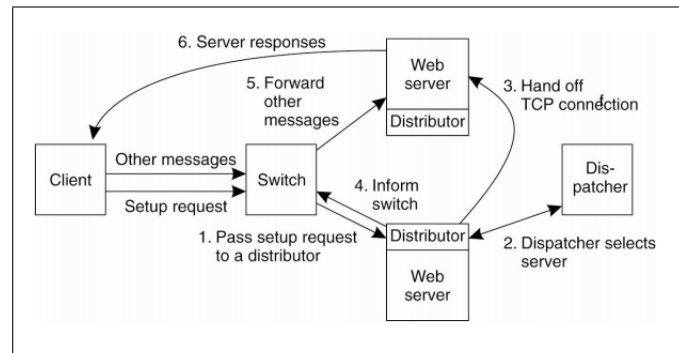 6. Server responses
Web
server
Distributor
5. Forward
other
messages
3. Hand off
TCP connection
Client
Other messages
Setup request
Switch
4. Inform
switch
Dis-
patcher
1. Pass setup request
to a distributor
Distributor
Web
server
2. Dispatcher selects
server